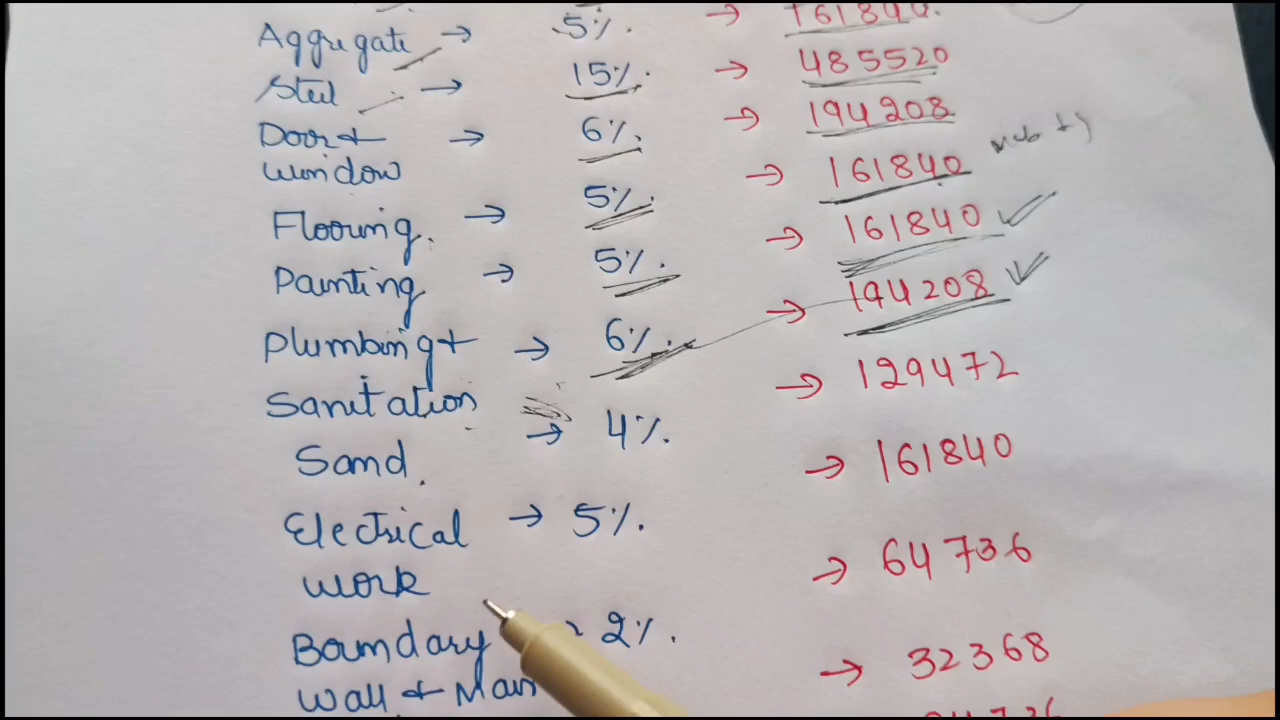 Aggregate → 5%. → 161840.
Steel → 15%. → 485520
Door + → 6%. → 194208
window → 161840
Flooring. → 5%. → 161840
Painting → 5%. → 194208
Plumbing + → 6%. → 129472
Sanitation
Sand. → 4%. → 161840
Electrical → 5%. → 64736
work
Boundary → 2%. → 32368
Wall + Main